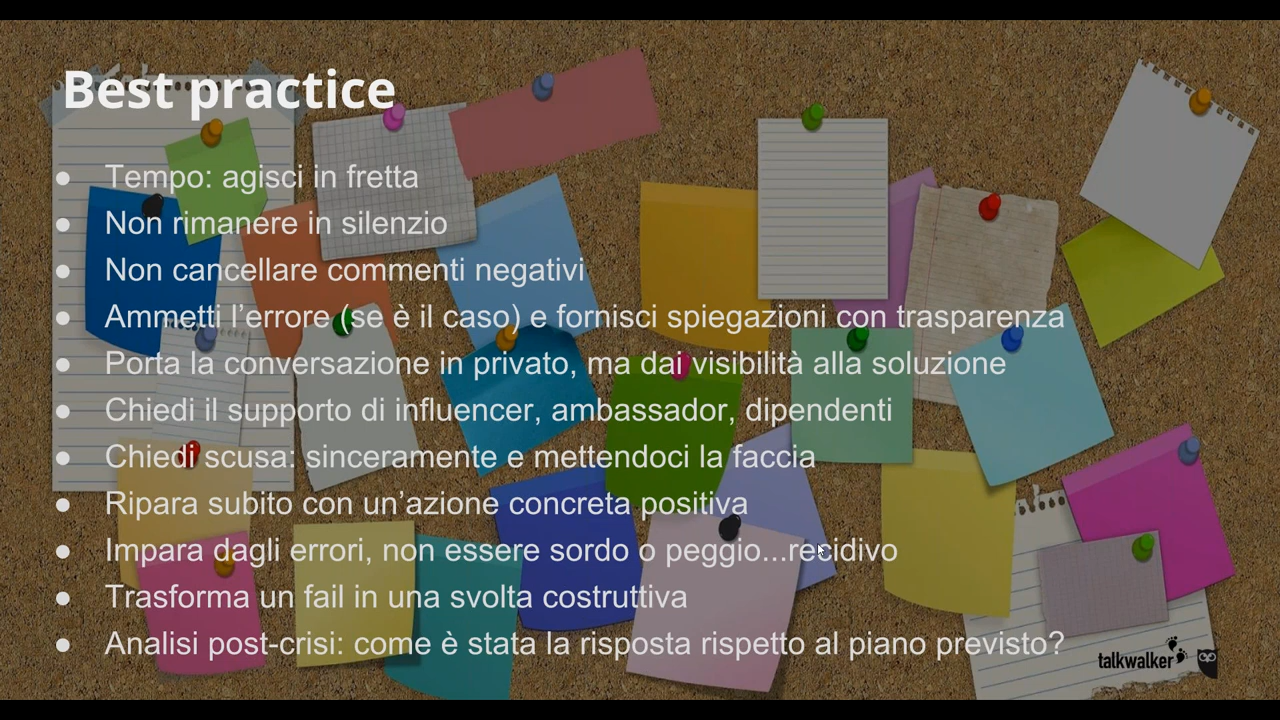 Best practice
● Tempo: agisci in fretta
● Non rimanere in silenzio
● Non cancellare commenti negativi
● Ammetti l’errore (se è il caso) e fornisci spiegazioni con trasparenza
● Porta la conversazione in privato, ma dai visibilità alla soluzione
● Chiedi il supporto di influencer, ambassador, dipendenti
● Chiedi scusa: sinceramente e mettendoci la faccia
● Ripara subito con un’azione concreta positiva
● Impara dagli errori, non essere sordo o peggio...recidivo
● Trasforma un fail in una svolta costruttiva
● Analisi post-crisi: come è stata la risposta rispetto al piano previsto?
talkwalker